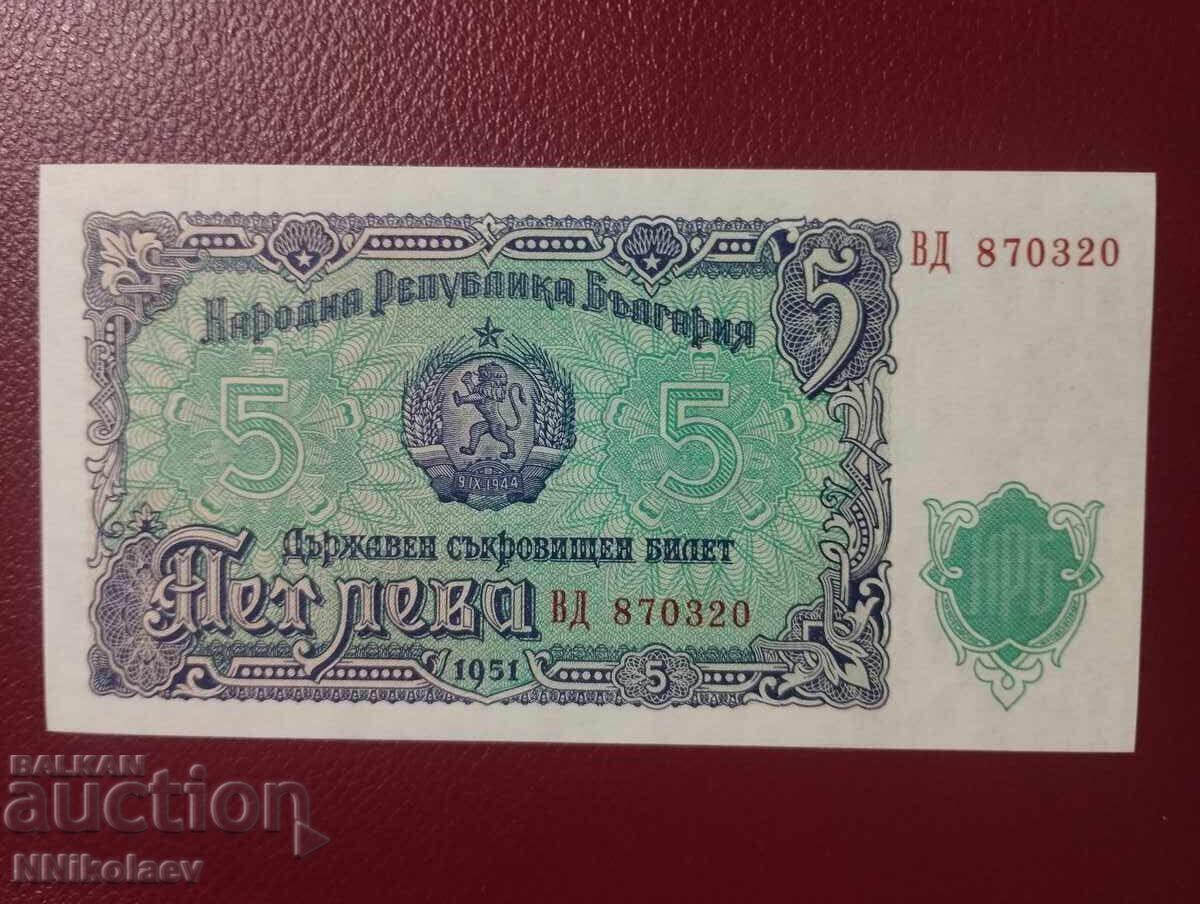 5
ВД 870320
Народна Република България
5
5
9·IX·1944
Държавен съкровищен билет
Пет лева
ВД 870320
1951
5
НРБ
BALKAN
auction
NNikolaev